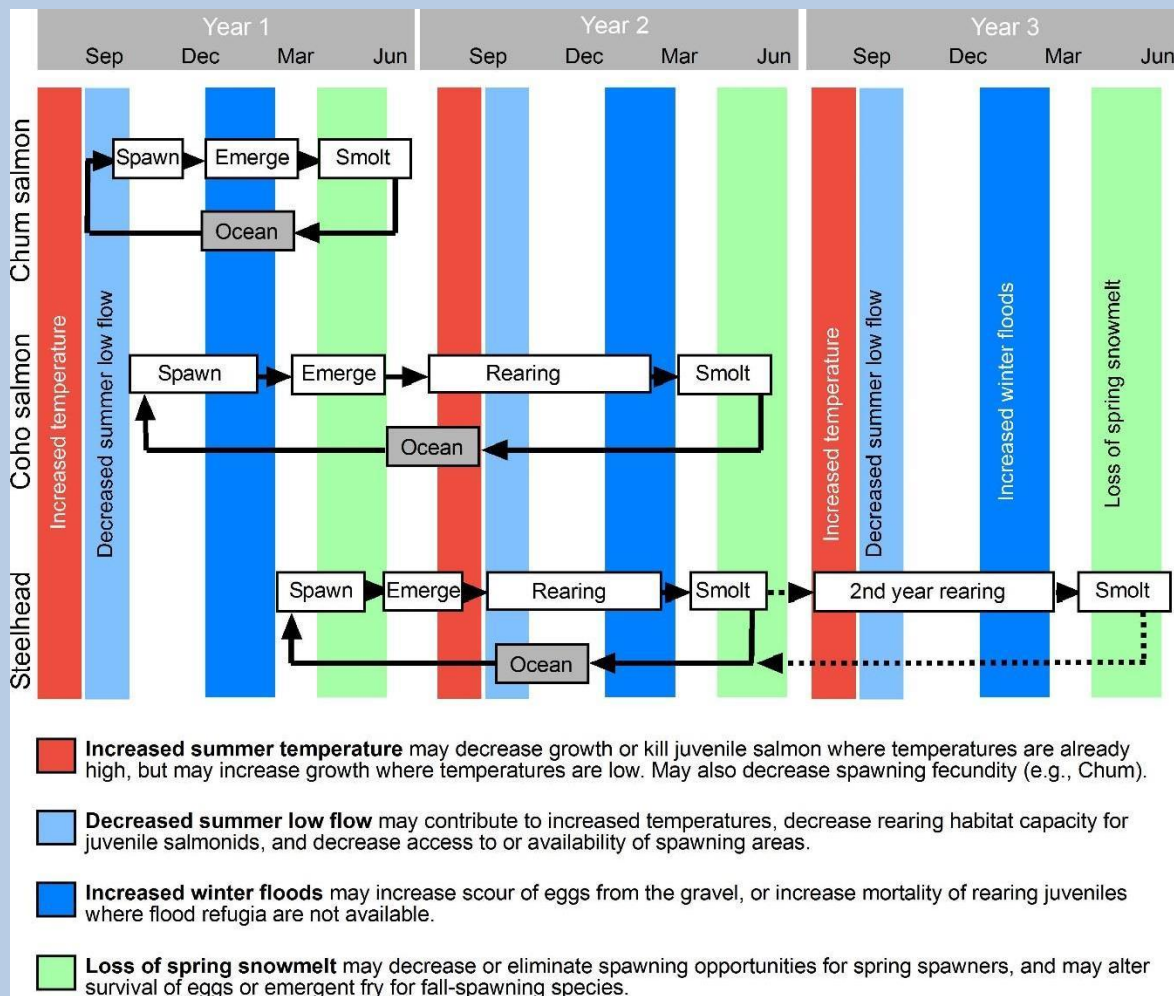 Year 1 Year 2 Year 3
Sep Dec Mar Jun Sep Dec Mar Jun Sep Dec Mar Jun
Chum salmon
Spawn Emerge Smolt
Ocean
Coho salmon
Spawn Emerge Rearing Smolt
Ocean
Steelhead
Spawn Emerge Rearing Smolt 2nd year rearing Smolt
Ocean
Increased temperature
Decreased summer low flow
Increased temperature
Decreased summer low flow
Increased winter floods
Loss of spring snowmelt
Increased summer temperature may decrease growth or kill juvenile salmon where temperatures are already
high, but may increase growth where temperatures are low. May also decrease spawning fecundity (e.g., Chum).
Decreased summer low flow may contribute to increased temperatures, decrease rearing habitat capacity for
juvenile salmonids, and decrease access to or availability of spawning areas.
Increased winter floods may increase scour of eggs from the gravel, or increase mortality of rearing juveniles
where flood refugia are not available.
Loss of spring snowmelt may decrease or eliminate spawning opportunities for spring spawners, and may alter
survival of eggs or emergent fry for fall-spawning species.